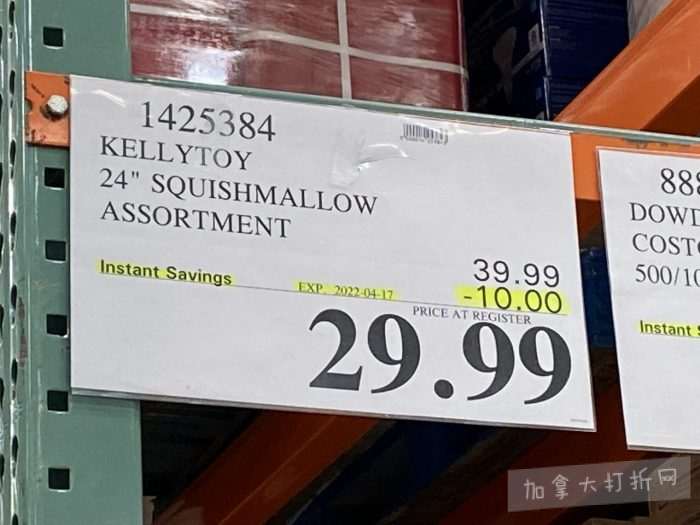 1425384
KELLYTOY
24" SQUISHMALLOW
ASSORTMENT
39.99
Instant Savings EXP. 2022-04-17 -10.00
PRICE AT REGISTER
29.99
888
DOWD
COSTC
500/10
Instant
加拿大打折网